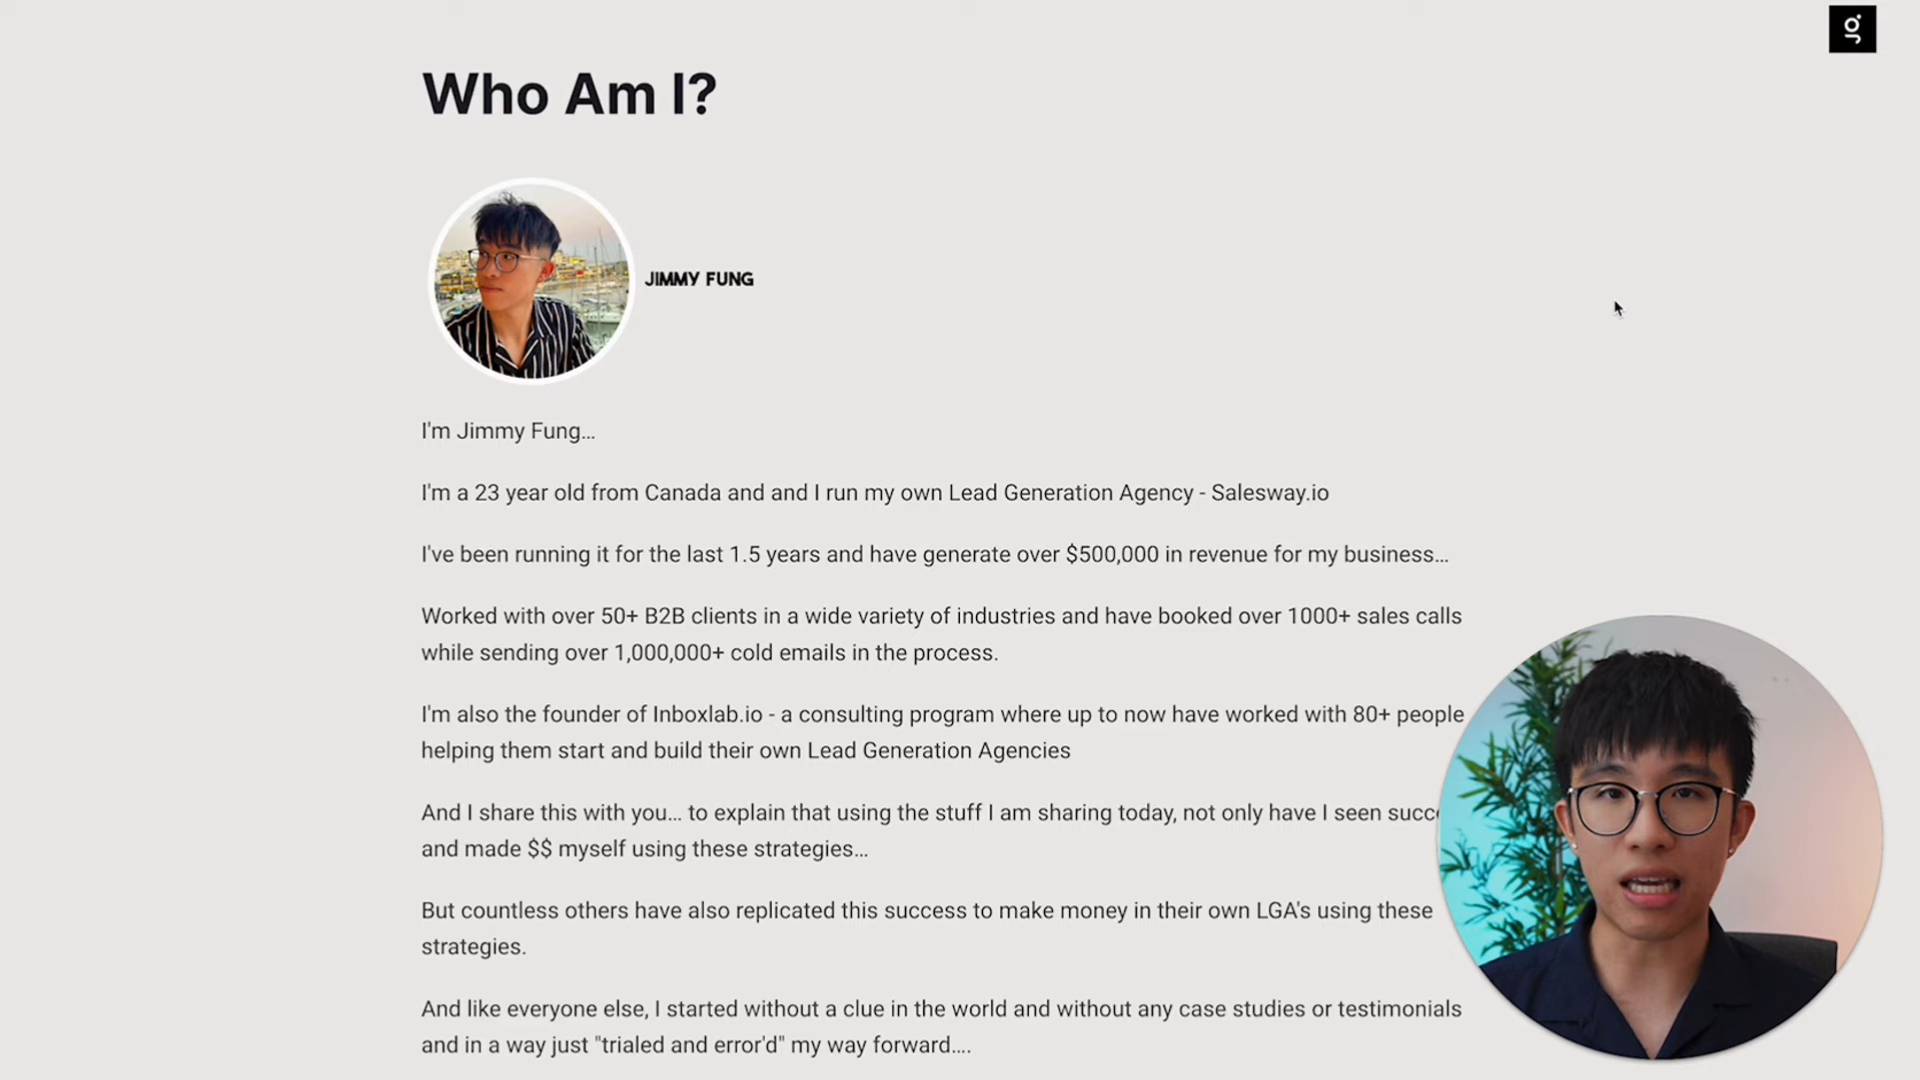 g
Who Am I?
JIMMY FUNG
I'm Jimmy Fung...
I'm a 23 year old from Canada and and I run my own Lead Generation Agency - Salesway.io
I've been running it for the last 1.5 years and have generate over $500,000 in revenue for my business...
Worked with over 50+ B2B clients in a wide variety of industries and have booked over 1000+ sales calls
while sending over 1,000,000+ cold emails in the process.
I'm also the founder of Inboxlab.io - a consulting program where up to now have worked with 80+ people
helping them start and build their own Lead Generation Agencies
And I share this with you... to explain that using the stuff I am sharing today, not only have I seen
and made $$ myself using these strategies...
But countless others have also replicated this success to make money in their own LGA's using these
strategies.
And like everyone else, I started without a clue in the world and without any case studies or testimonials
and in a way just "trialed and error'd" my way forward....